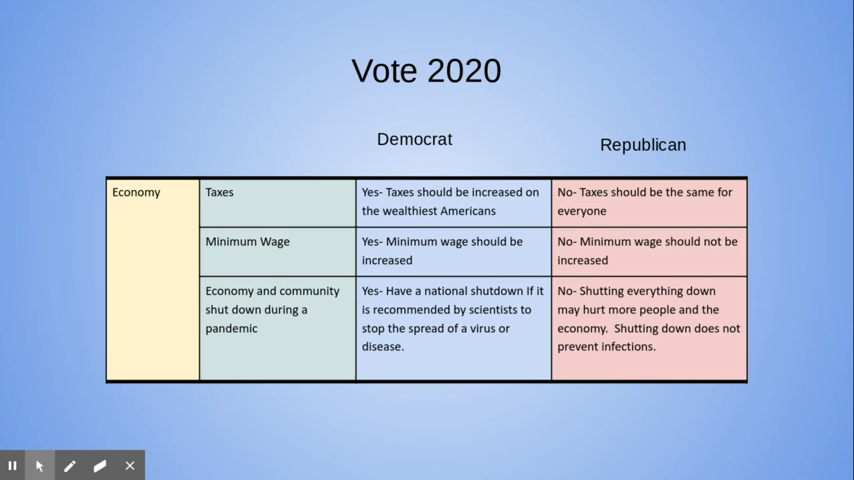 Vote 2020
Democrat
Republican
Economy
Taxes
Yes- Taxes should be increased on
the wealthiest Americans
No- Taxes should be the same for
everyone
Minimum Wage
Yes- Minimum wage should be
increased
No- Minimum wage should not be
increased
Economy and community
shut down during a
pandemic
Yes- Have a national shutdown If it
is recommended by scientists to
stop the spread of a virus or
disease.
No- Shutting everything down
may hurt more people and the
economy.  Shutting down does not
prevent infections.